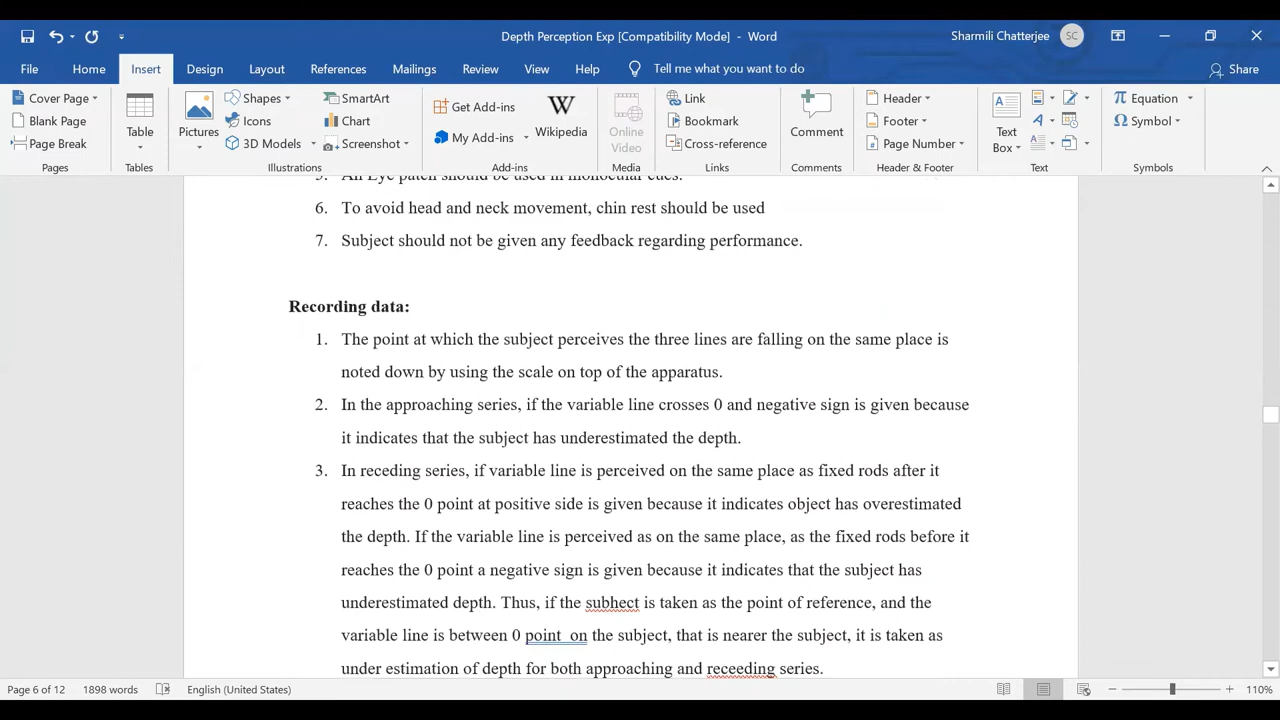 Depth Perception Exp [Compatibility Mode] - Word
Sharmili Chatterjee
SC
File Home Insert Design Layout References Mailings Review View Help Tell me what you want to do Share
Cover Page
Blank Page
Page Break
Pages
Table
Tables
Pictures
Shapes
Icons
3D Models
SmartArt
Chart
Screenshot
Illustrations
Get Add-ins
My Add-ins
Wikipedia
Add-ins
Online
Video
Media
Link
Bookmark
Cross-reference
Links
Comment
Comments
Header
Footer
Page Number
Header & Footer
Text
Box
Text
Equation
Symbol
Symbols
5. An Eye patch should be used in monocular cues.
6. To avoid head and neck movement, chin rest should be used
7. Subject should not be given any feedback regarding performance.
Recording data:
1. The point at which the subject perceives the three lines are falling on the same place is
noted down by using the scale on top of the apparatus.
2. In the approaching series, if the variable line crosses 0 and negative sign is given because
it indicates that the subject has underestimated the depth.
3. In receding series, if variable line is perceived on the same place as fixed rods after it
reaches the 0 point at positive side is given because it indicates object has overestimated
the depth. If the variable line is perceived as on the same place, as the fixed rods before it
reaches the 0 point a negative sign is given because it indicates that the subject has
underestimated depth. Thus, if the subhect is taken as the point of reference, and the
variable line is between 0 point on the subject, that is nearer the subject, it is taken as
under estimation of depth for both approaching and receeding series.
Page 6 of 12 1898 words English (United States) 110%